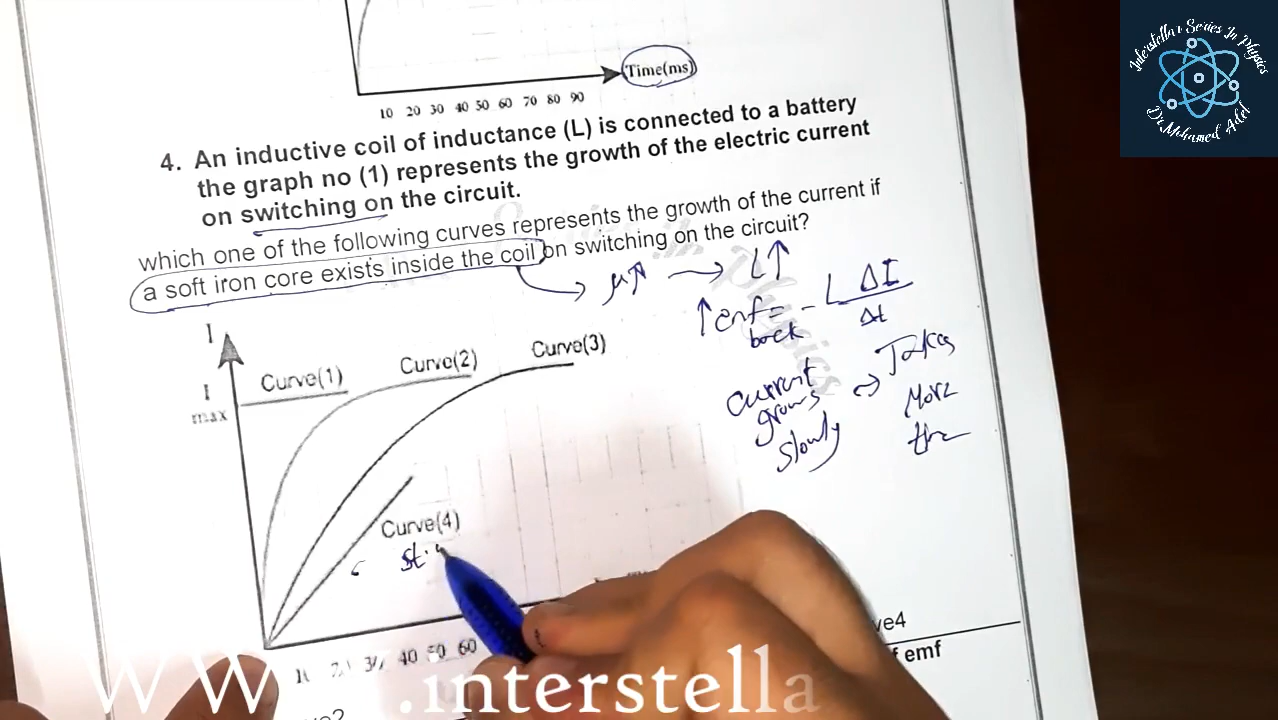 Interstellar Series In Physics
Dr.Mohamed Adel
Time(ms)
10 20 30 40 50 60 70 80 90
4. An inductive coil of inductance (L) is connected to a battery
the graph no (1) represents the growth of the electric current
on switching on the circuit.
which one of the following curves represents the growth of the current if
a soft iron core exists inside the coil on switching on the circuit?
μ↑ → L↑
↑ emf = - L ΔI
back Δt
I
I
max
Curve(1)
Curve(2)
Curve(3)
Curve(4)
current
grows
slowly
Takes
More
St
40 50 60
ve4
f emf
ve2
WWW.interstella